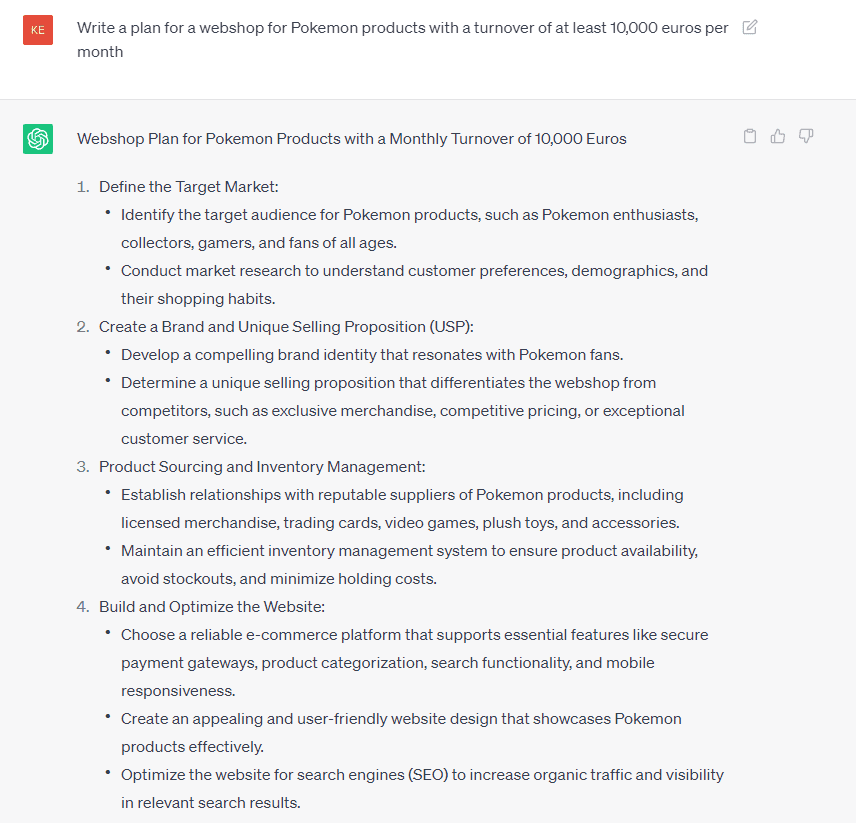 KE
Write a plan for a webshop for Pokemon products with a turnover of at least 10,000 euros per
month
Webshop Plan for Pokemon Products with a Monthly Turnover of 10,000 Euros
1. Define the Target Market:
• Identify the target audience for Pokemon products, such as Pokemon enthusiasts,
collectors, gamers, and fans of all ages.
• Conduct market research to understand customer preferences, demographics, and
their shopping habits.
2. Create a Brand and Unique Selling Proposition (USP):
• Develop a compelling brand identity that resonates with Pokemon fans.
• Determine a unique selling proposition that differentiates the webshop from
competitors, such as exclusive merchandise, competitive pricing, or exceptional
customer service.
3. Product Sourcing and Inventory Management:
• Establish relationships with reputable suppliers of Pokemon products, including
licensed merchandise, trading cards, video games, plush toys, and accessories.
• Maintain an efficient inventory management system to ensure product availability,
avoid stockouts, and minimize holding costs.
4. Build and Optimize the Website:
• Choose a reliable e-commerce platform that supports essential features like secure
payment gateways, product categorization, search functionality, and mobile
responsiveness.
• Create an appealing and user-friendly website design that showcases Pokemon
products effectively.
• Optimize the website for search engines (SEO) to increase organic traffic and visibility
in relevant search results.